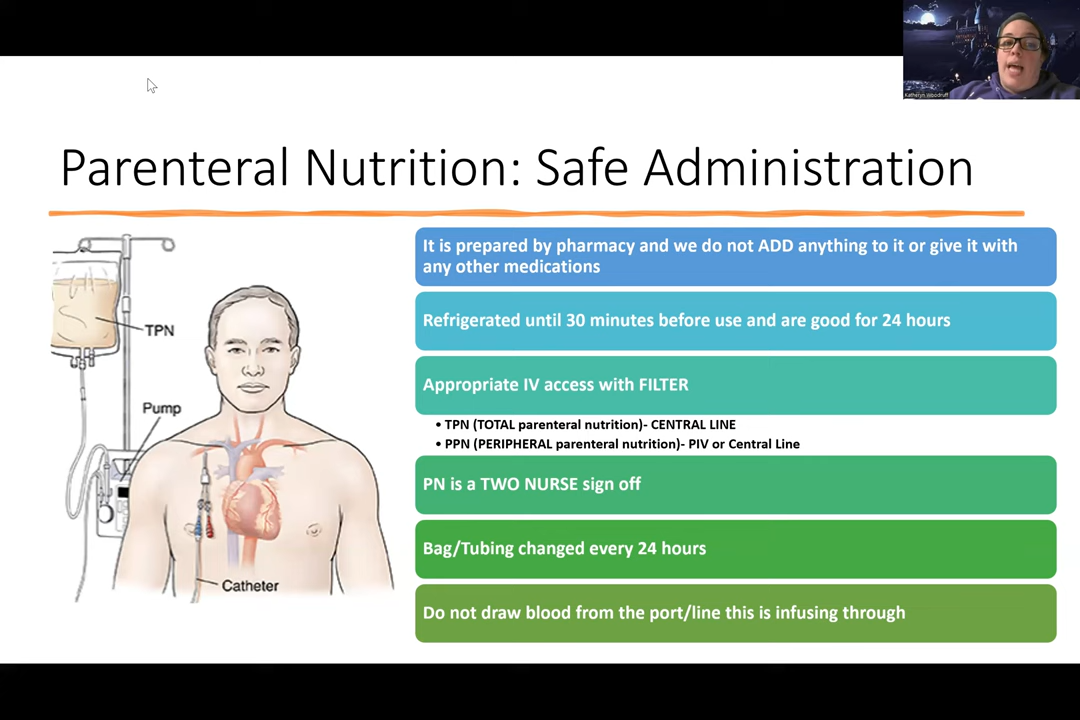 Katheryn Woodruff
Parenteral Nutrition: Safe Administration
TPN
Pump
Catheter
It is prepared by pharmacy and we do not ADD anything to it or give it with
any other medications
Refrigerated until 30 minutes before use and are good for 24 hours
Appropriate IV access with FILTER
• TPN (TOTAL parenteral nutrition)- CENTRAL LINE
• PPN (PERIPHERAL parenteral nutrition)- PIV or Central Line
PN is a TWO NURSE sign off
Bag/Tubing changed every 24 hours
Do not draw blood from the port/line this is infusing through